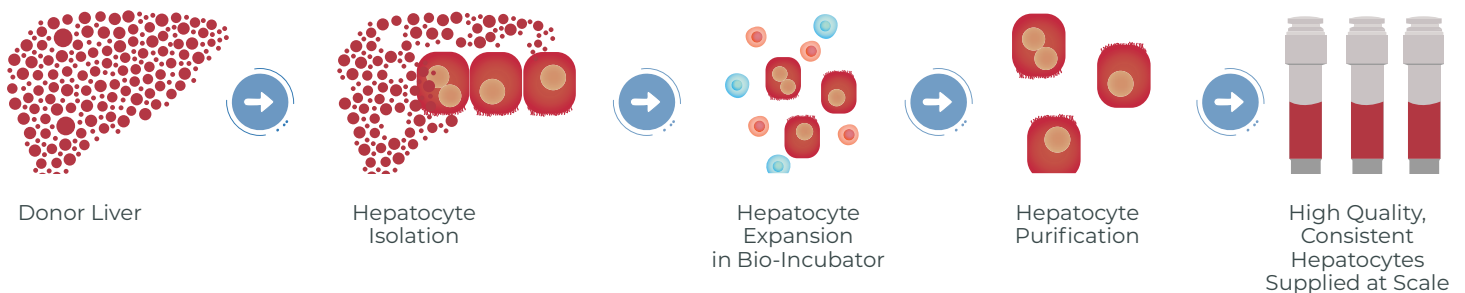 Donor Liver
Hepatocyte
Isolation
Hepatocyte
Expansion
in Bio-Incubator
Hepatocyte
Purification
High Quality,
Consistent
Hepatocytes
Supplied at Scale